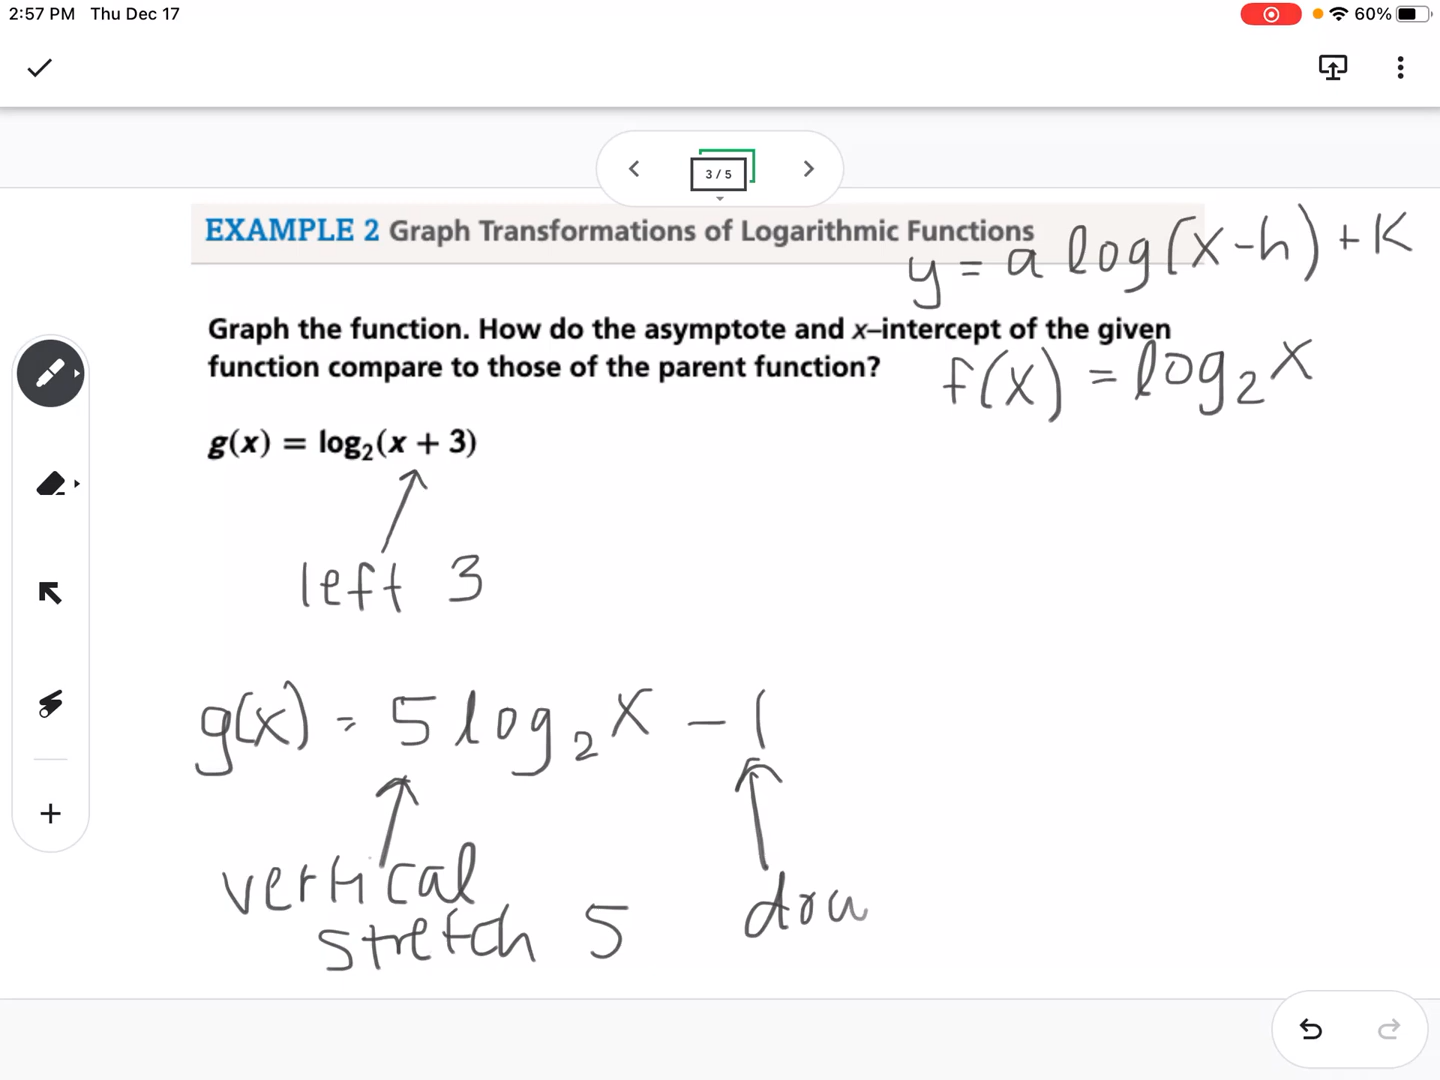 2:57 PM Thu Dec 17
60%
3 / 5
EXAMPLE 2 Graph Transformations of Logarithmic Functions
y = a log(x-h) + K
Graph the function. How do the asymptote and x–intercept of the given
function compare to those of the parent function?
f(x) = log₂x
g(x) = log₂(x + 3)
left 3
g(x) = 5 log₂ x - 1
vertical
stretch 5
dow